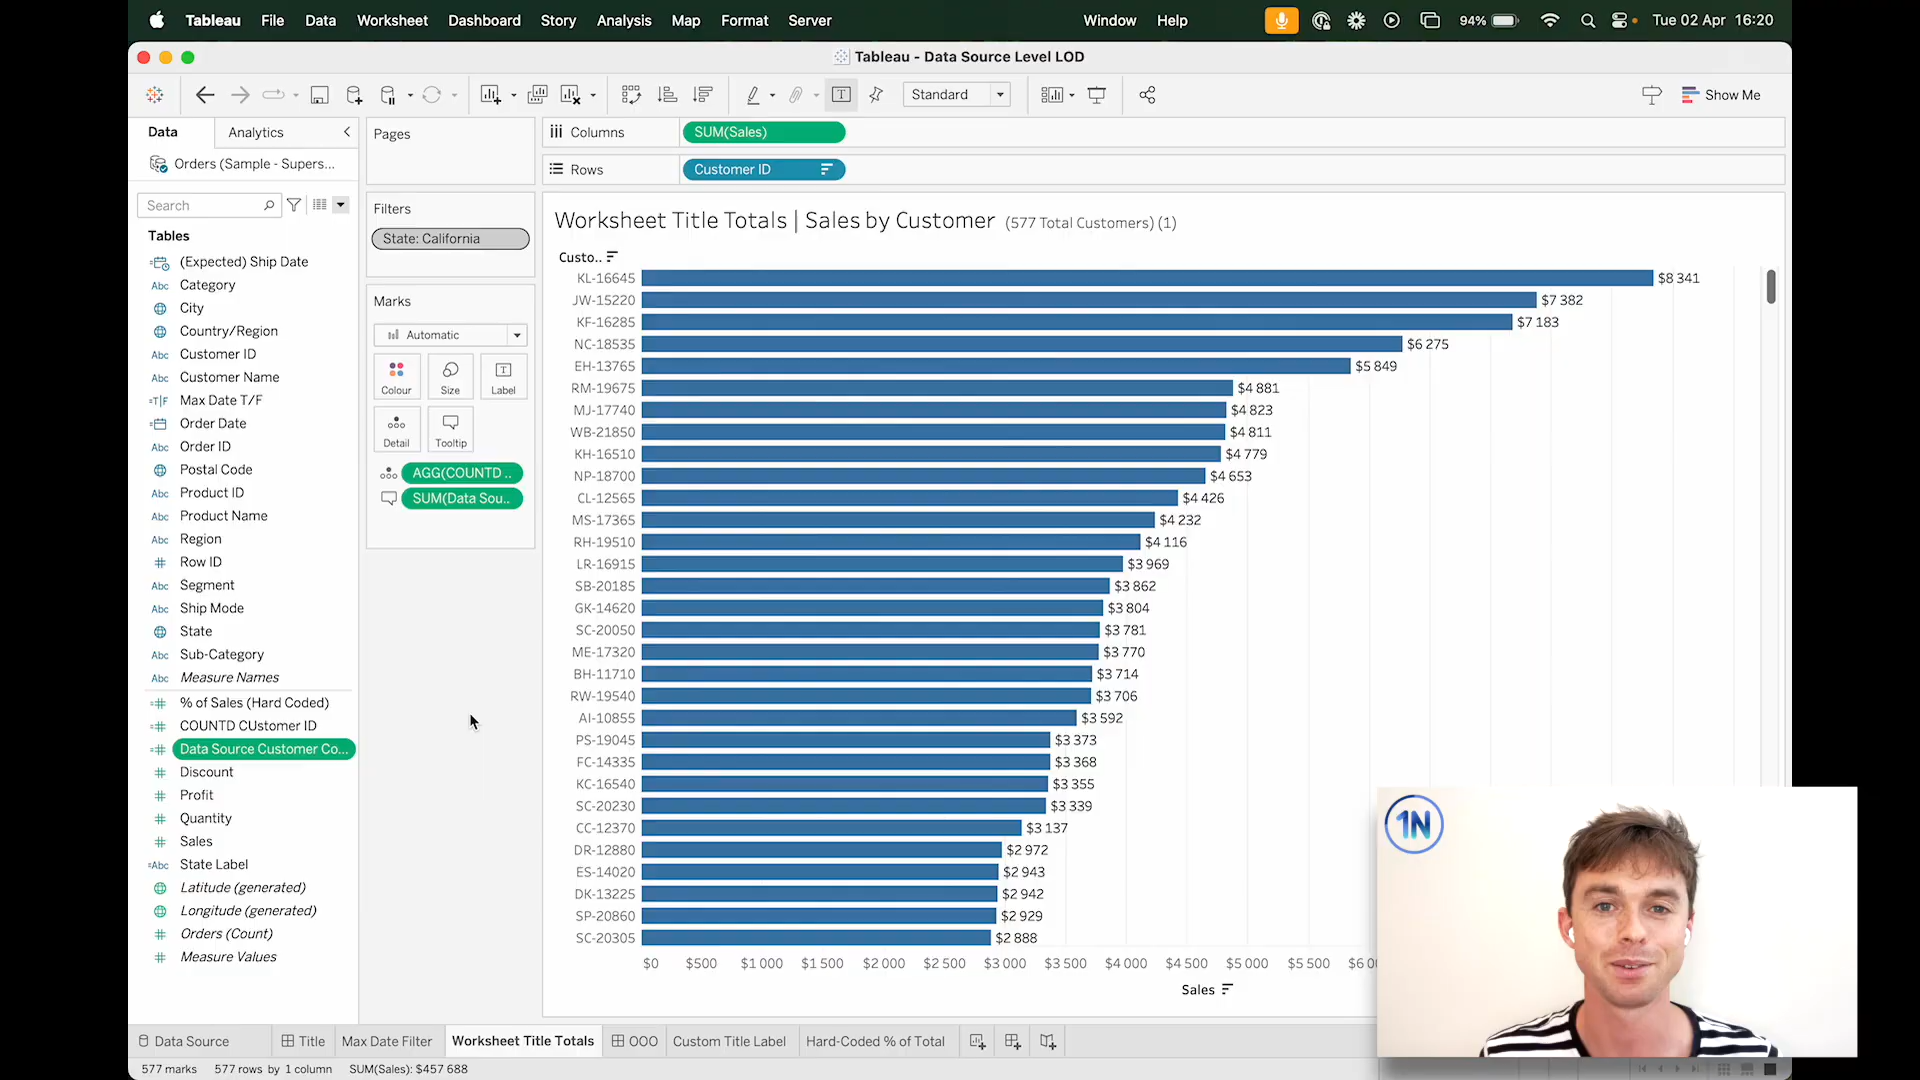 Tableau File Data Worksheet Dashboard Story Analysis Map Format Server Window Help 94% Tue 02 Apr 16:20
Tableau - Data Source Level LOD
Standard Show Me
Data Analytics
Orders (Sample - Supers...
Search
Tables
(Expected) Ship Date
Abc Category
City
Country/Region
Abc Customer ID
Abc Customer Name
=T|F Max Date T/F
Order Date
Abc Order ID
Postal Code
Abc Product ID
Abc Product Name
Abc Region
# Row ID
Abc Segment
Abc Ship Mode
State
Abc Sub-Category
Abc Measure Names
=# % of Sales (Hard Coded)
=# COUNTD CUstomer ID
=# Data Source Customer Co...
# Discount
# Profit
# Quantity
# Sales
=Abc State Label
Latitude (generated)
Longitude (generated)
# Orders (Count)
# Measure Values
Pages
Filters
State: California
Marks
Automatic
Colour Size Label
Detail Tooltip
AGG(COUNTD ..
SUM(Data Sou..
Columns SUM(Sales)
Rows Customer ID
Worksheet Title Totals | Sales by Customer (577 Total Customers) (1)
Custo..
KL-16645 $8 341
JW-15220 $7 382
KF-16285 $7 183
NC-18535 $6 275
EH-13765 $5 849
RM-19675 $4 881
MJ-17740 $4 823
WB-21850 $4 811
KH-16510 $4 779
NP-18700 $4 653
CL-12565 $4 426
MS-17365 $4 232
RH-19510 $4 116
LR-16915 $3 969
SB-20185 $3 862
GK-14620 $3 804
SC-20050 $3 781
ME-17320 $3 770
BH-11710 $3 714
RW-19540 $3 706
AI-10855 $3 592
PS-19045 $3 373
FC-14335 $3 368
KC-16540 $3 355
SC-20230 $3 339
CC-12370 $3 137
DR-12880 $2 972
ES-14020 $2 943
DK-13225 $2 942
SP-20860 $2 929
SC-20305 $2 888
$0 $500 $1 000 $1 500 $2 000 $2 500 $3 000 $3 500 $4 000 $4 500 $5 000 $5 500 $6 00
Sales
1N
Data Source Title Max Date Filter Worksheet Title Totals OOO Custom Title Label Hard-Coded % of Total
577 marks 577 rows by 1 column SUM(Sales): $457 688